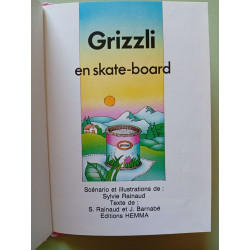 Grizzli
en skate-board
Scénario et illustrations de :
Sylvie Rainaud
Texte de :
S. Rainaud et J. Barnabé
Editions HEMMA